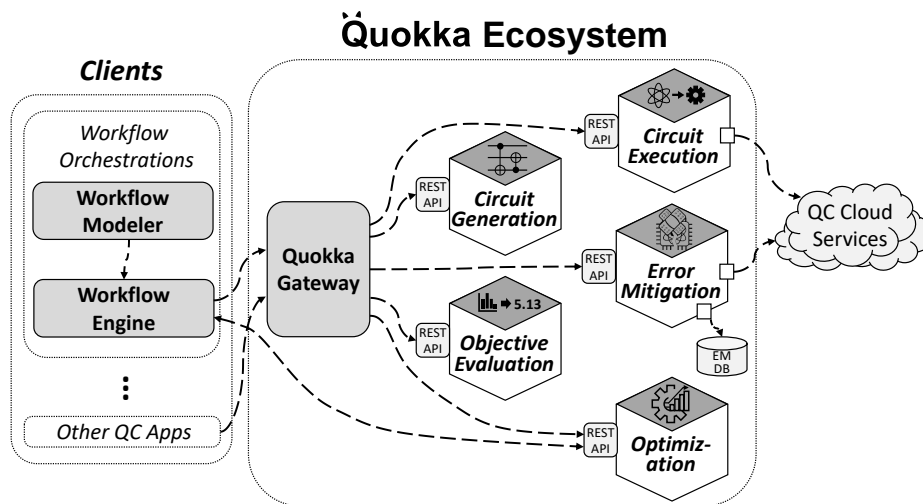 Quokka Ecosystem
Clients
Workflow
Orchestrations
Workflow
Modeler
Workflow
Engine
Other QC Apps
Quokka
Gateway
REST
API
Circuit
Execution
REST
API
Circuit
Generation
REST
API
Error
Mitigation
EM
DB
5.13
REST
API
Objective
Evaluation
REST
API
Optimiz-
ation
QC Cloud
Services